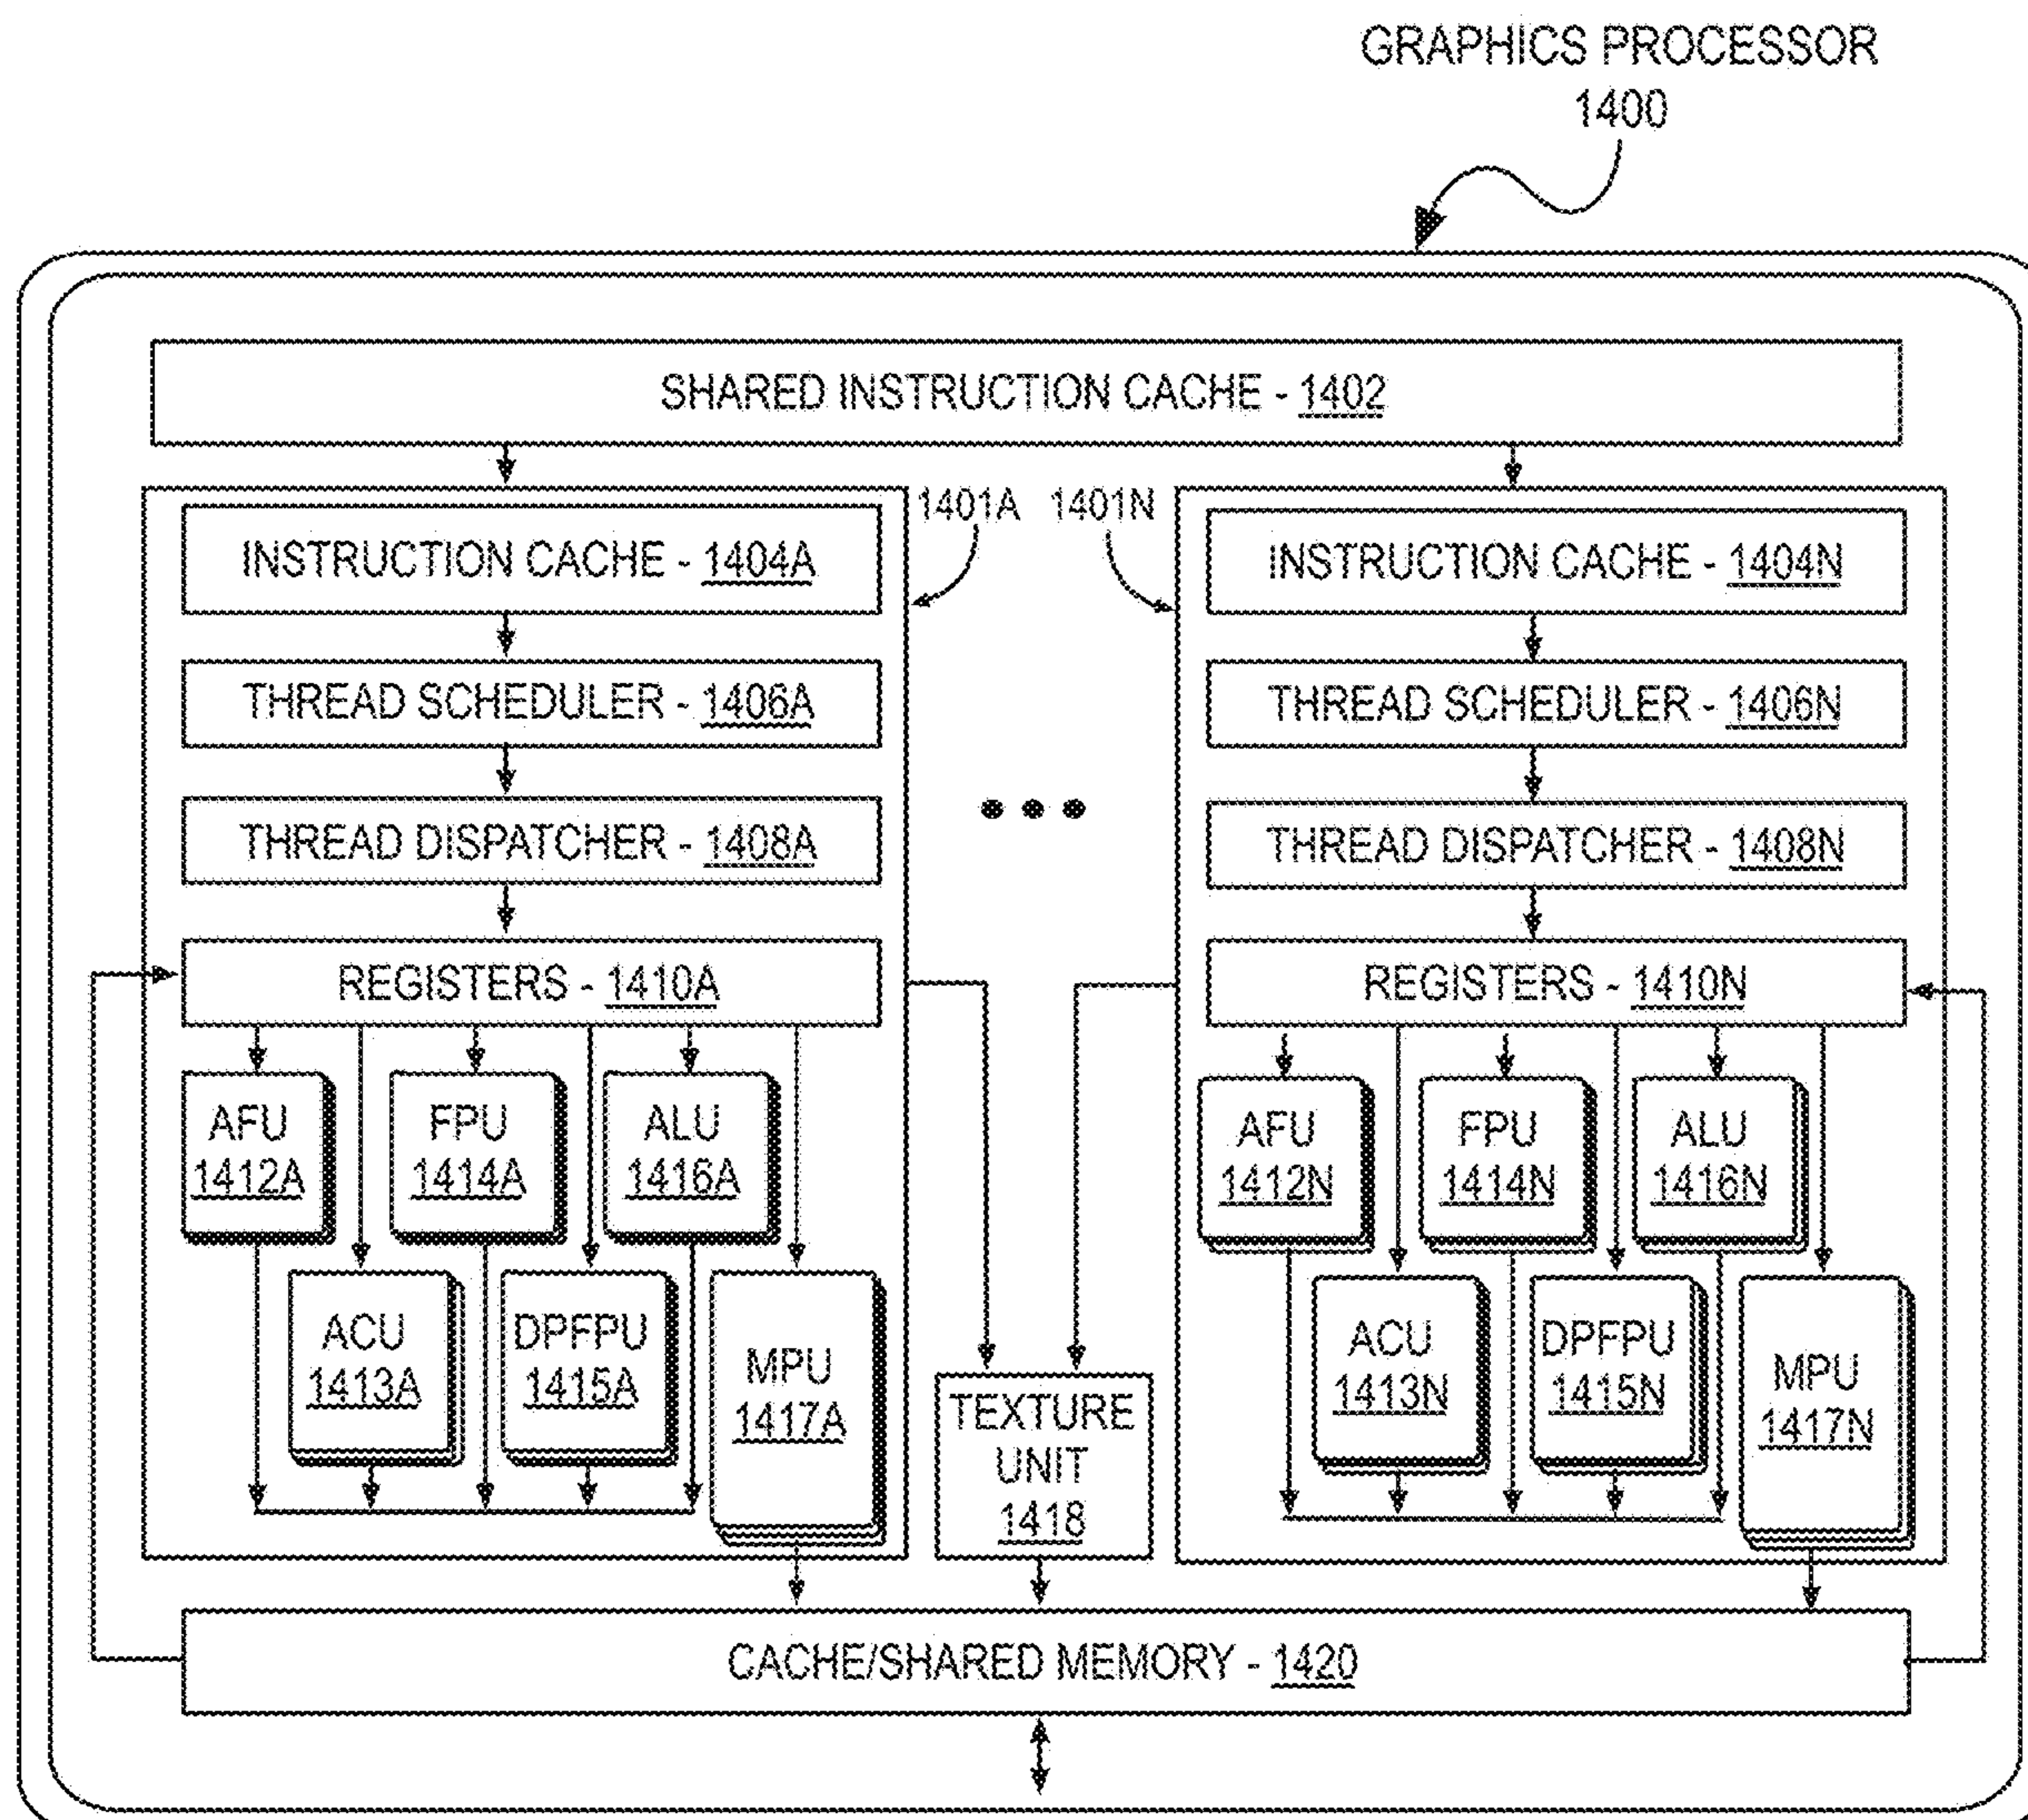 GRAPHICS PROCESSOR
1400
SHARED INSTRUCTION CACHE - 1402
1401A
1401N
INSTRUCTION CACHE - 1404A
THREAD SCHEDULER - 1406A
THREAD DISPATCHER - 1408A
REGISTERS - 1410A
AFU
1412A
FPU
1414A
ALU
1416A
ACU
1413A
DPFPU
1415A
MPU
1417A
TEXTURE
UNIT
1418
INSTRUCTION CACHE - 1404N
THREAD SCHEDULER - 1406N
THREAD DISPATCHER - 1408N
REGISTERS - 1410N
AFU
1412N
FPU
1414N
ALU
1416N
ACU
1413N
DPFPU
1415N
MPU
1417N
CACHE/SHARED MEMORY - 1420